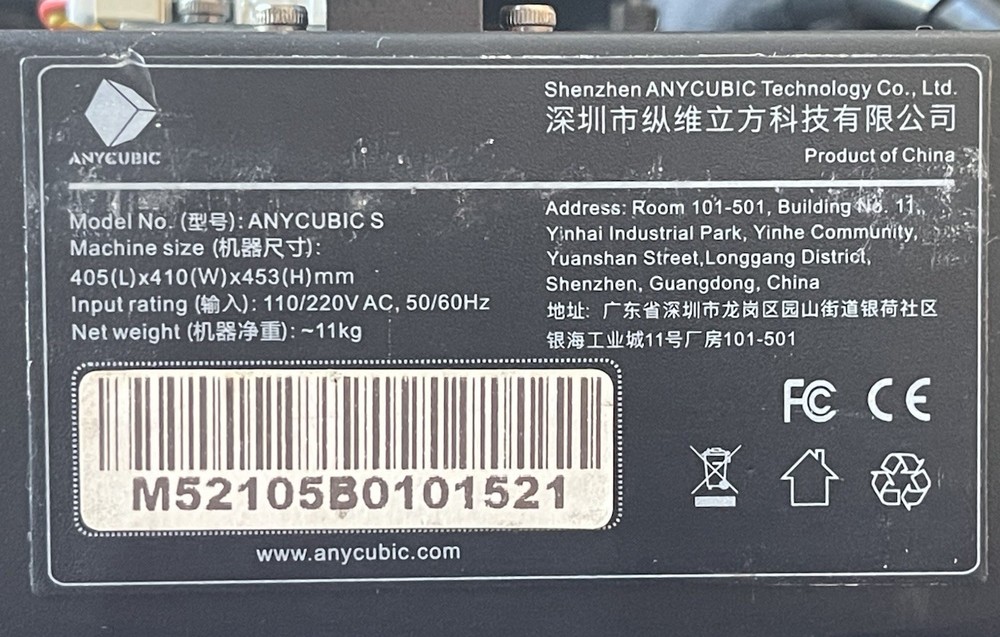 ANYCUBIC
Shenzhen ANYCUBIC Technology Co., Ltd.
深圳市纵维立方科技有限公司
Product of China
Model No. (型号): ANYCUBIC S
Machine size (机器尺寸):
405(L)x410(W)x453(H)mm
Input rating (输入): 110/220V AC, 50/60Hz
Net weight (机器净重): ~11kg
Address: Room 101-501, Building No. 11,
Yinhai Industrial Park, Yinhe Community,
Yuanshan Street,Longgang District,
Shenzhen, Guangdong, China
地址: 广东省深圳市龙岗区园山街道银荷社区
银海工业城11号厂房101-501
M52105B0101521
www.anycubic.com
FC CE